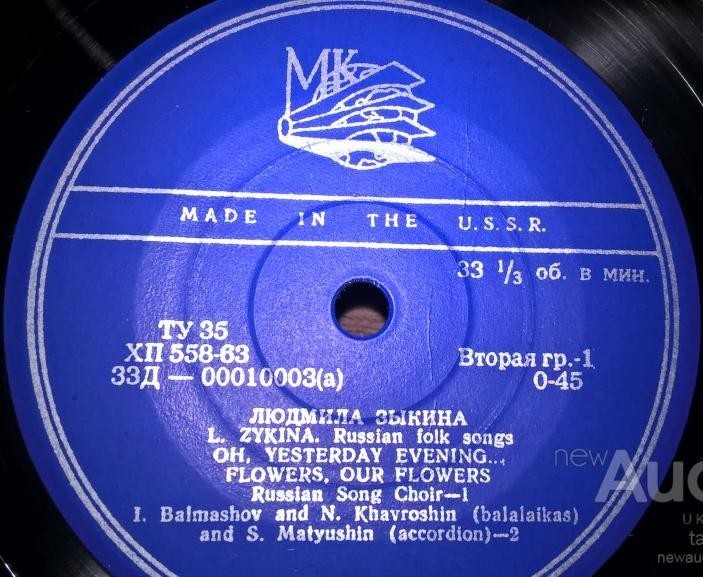 МК
MADE IN THE U.S.S.R.
33 1/3 об. в мин.
ТУ 35
ХП 558-63
33Д — 00010003(а)
Вторая гр.-1
0-45
ЛЮДМИЛА ЗЫКИНА
L. ZYKINA. Russian folk songs
OH, YESTERDAY EVENING...
FLOWERS, OUR FLOWERS
Russian Song Choir—1
I. Balmashov and N. Khavroshin (balalaikas)
and S. Matyushin (accordion)—2
new